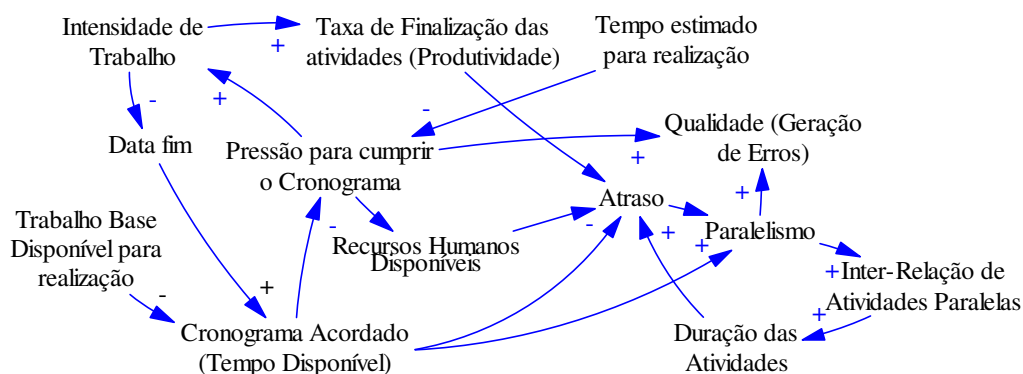 Intensidade de
Trabalho
+
Taxa de Finalização das
atividades (Produtividade)
Tempo estimado
para realização
-
+
-
Data fim
Pressão para cumprir
o Cronograma
+
Qualidade (Geração
de Erros)
Trabalho Base
Disponível para
realização
-
+
-
Recursos Humanos
Disponíveis
-
Atraso
+
+
+
Paralelismo
+
Inter-Relação de
Atividades Paralelas
+
Cronograma Acordado
(Tempo Disponível)
Duração das
Atividades